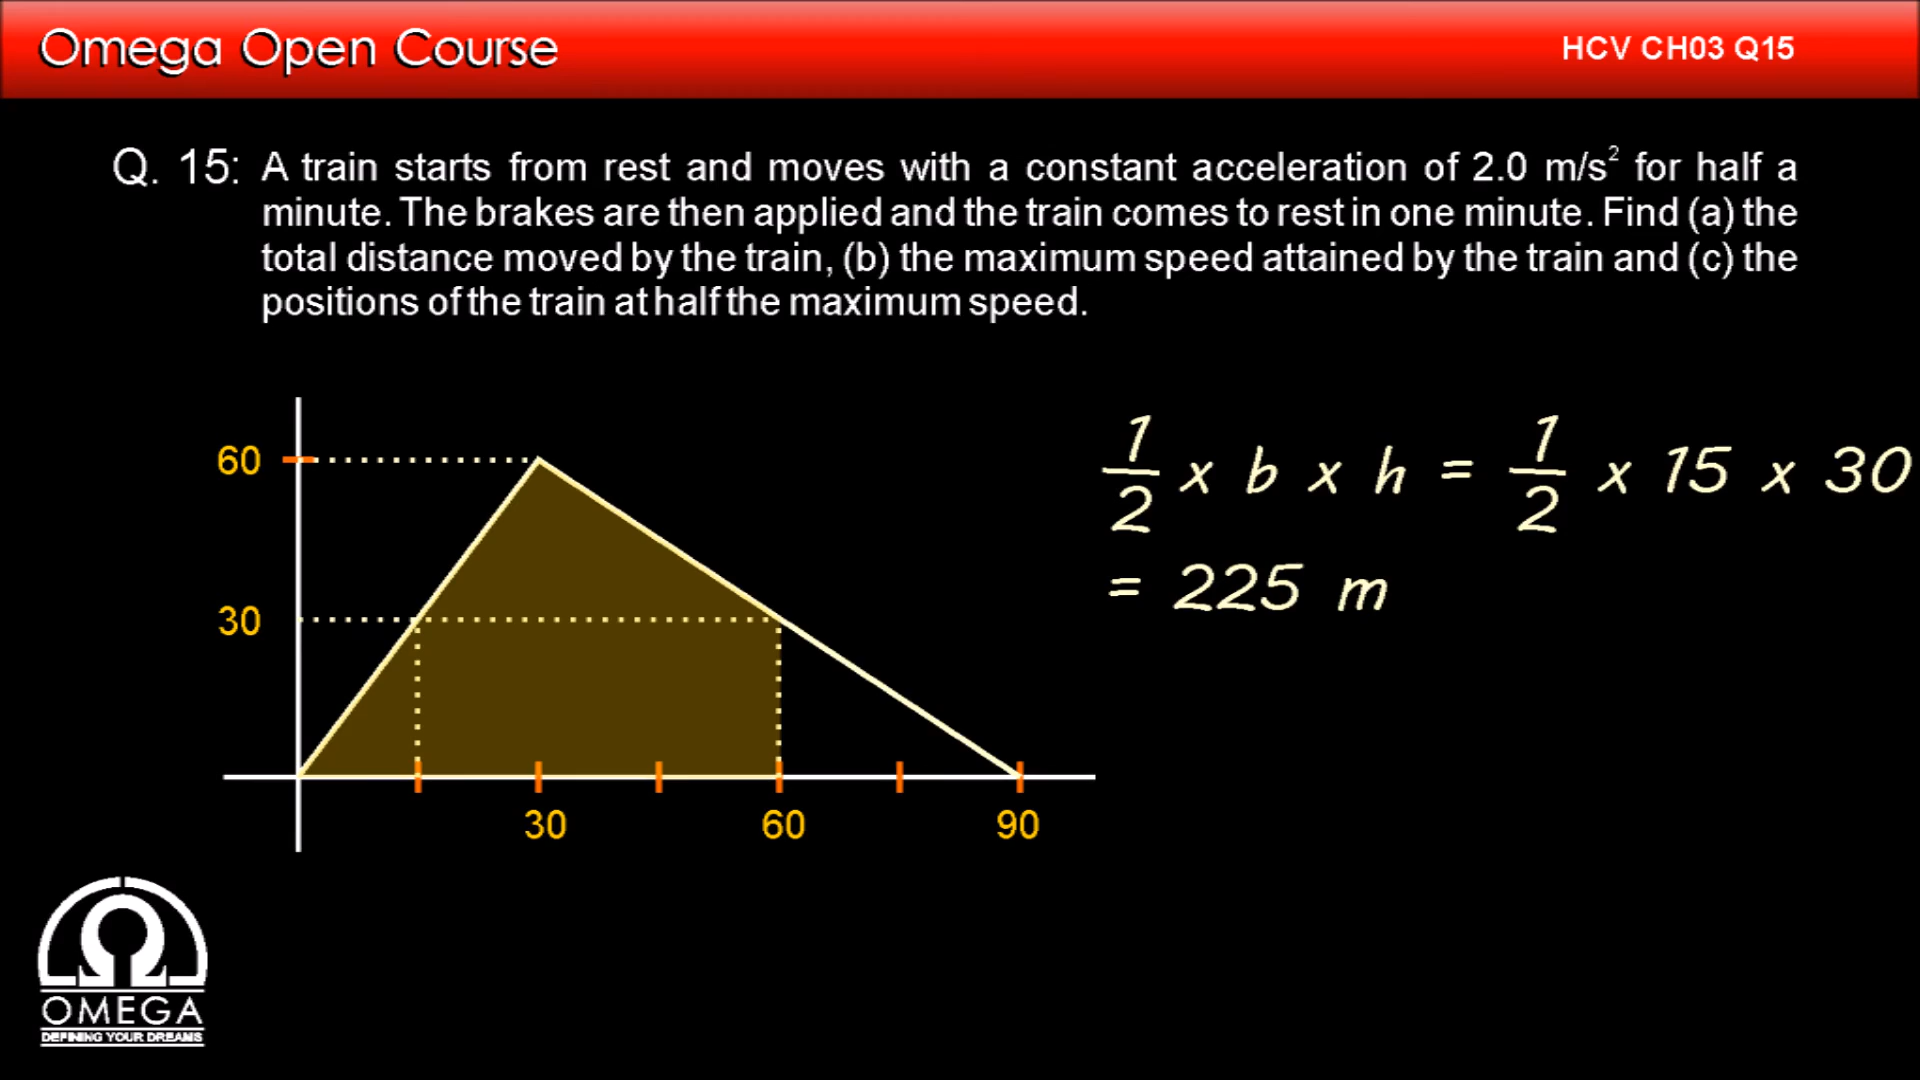 Omega Open Course
HCV CH03 Q15
Q. 15: A train starts from rest and moves with a constant acceleration of 2.0 m/s² for half a
minute. The brakes are then applied and the train comes to rest in one minute. Find (a) the
total distance moved by the train, (b) the maximum speed attained by the train and (c) the
positions of the train at half the maximum speed.
60
30
30 60 90
1/2 x b x h = 1/2 x 15 x 30
= 225 m
OMEGA
DEFINING YOUR DREAMS